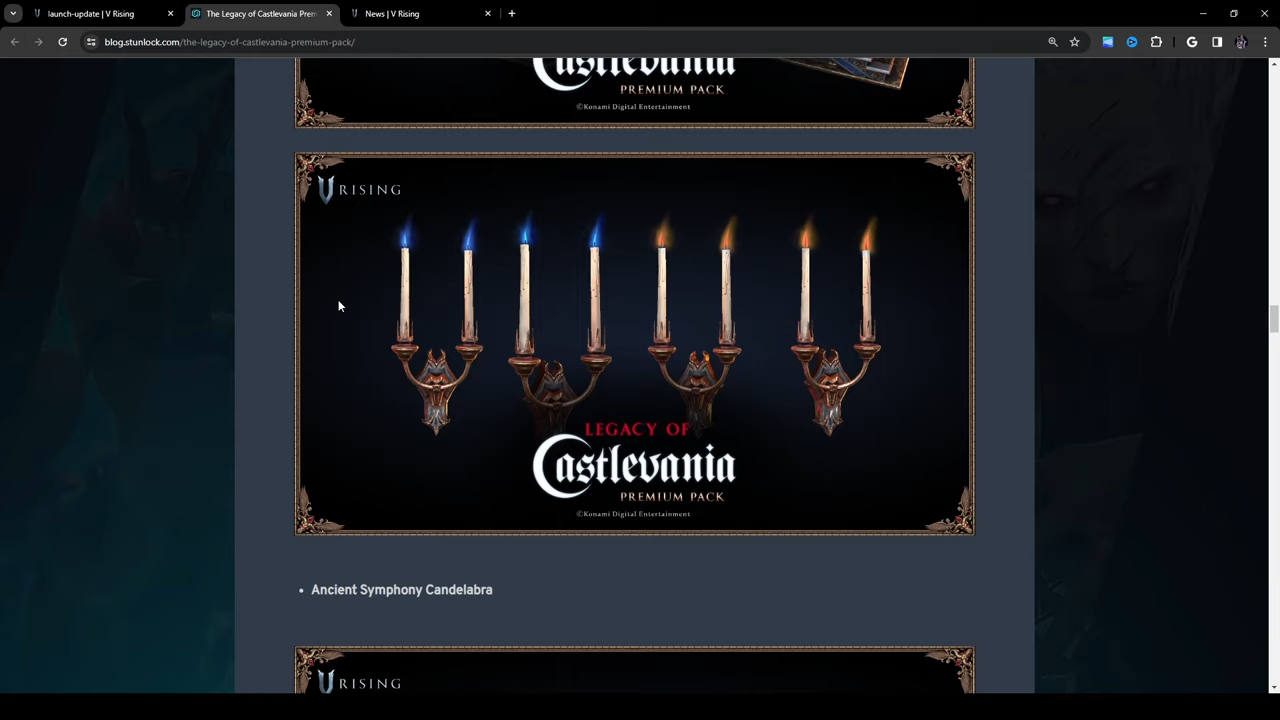 launch-update | V Rising
The Legacy of Castlevania Prem
News | V Rising
blog.stunlock.com/the-legacy-of-castlevania-premium-pack/
Castlevania
PREMIUM PACK
©Konami Digital Entertainment
V RISING
LEGACY OF
Castlevania
PREMIUM PACK
©Konami Digital Entertainment
• Ancient Symphony Candelabra
V RISING